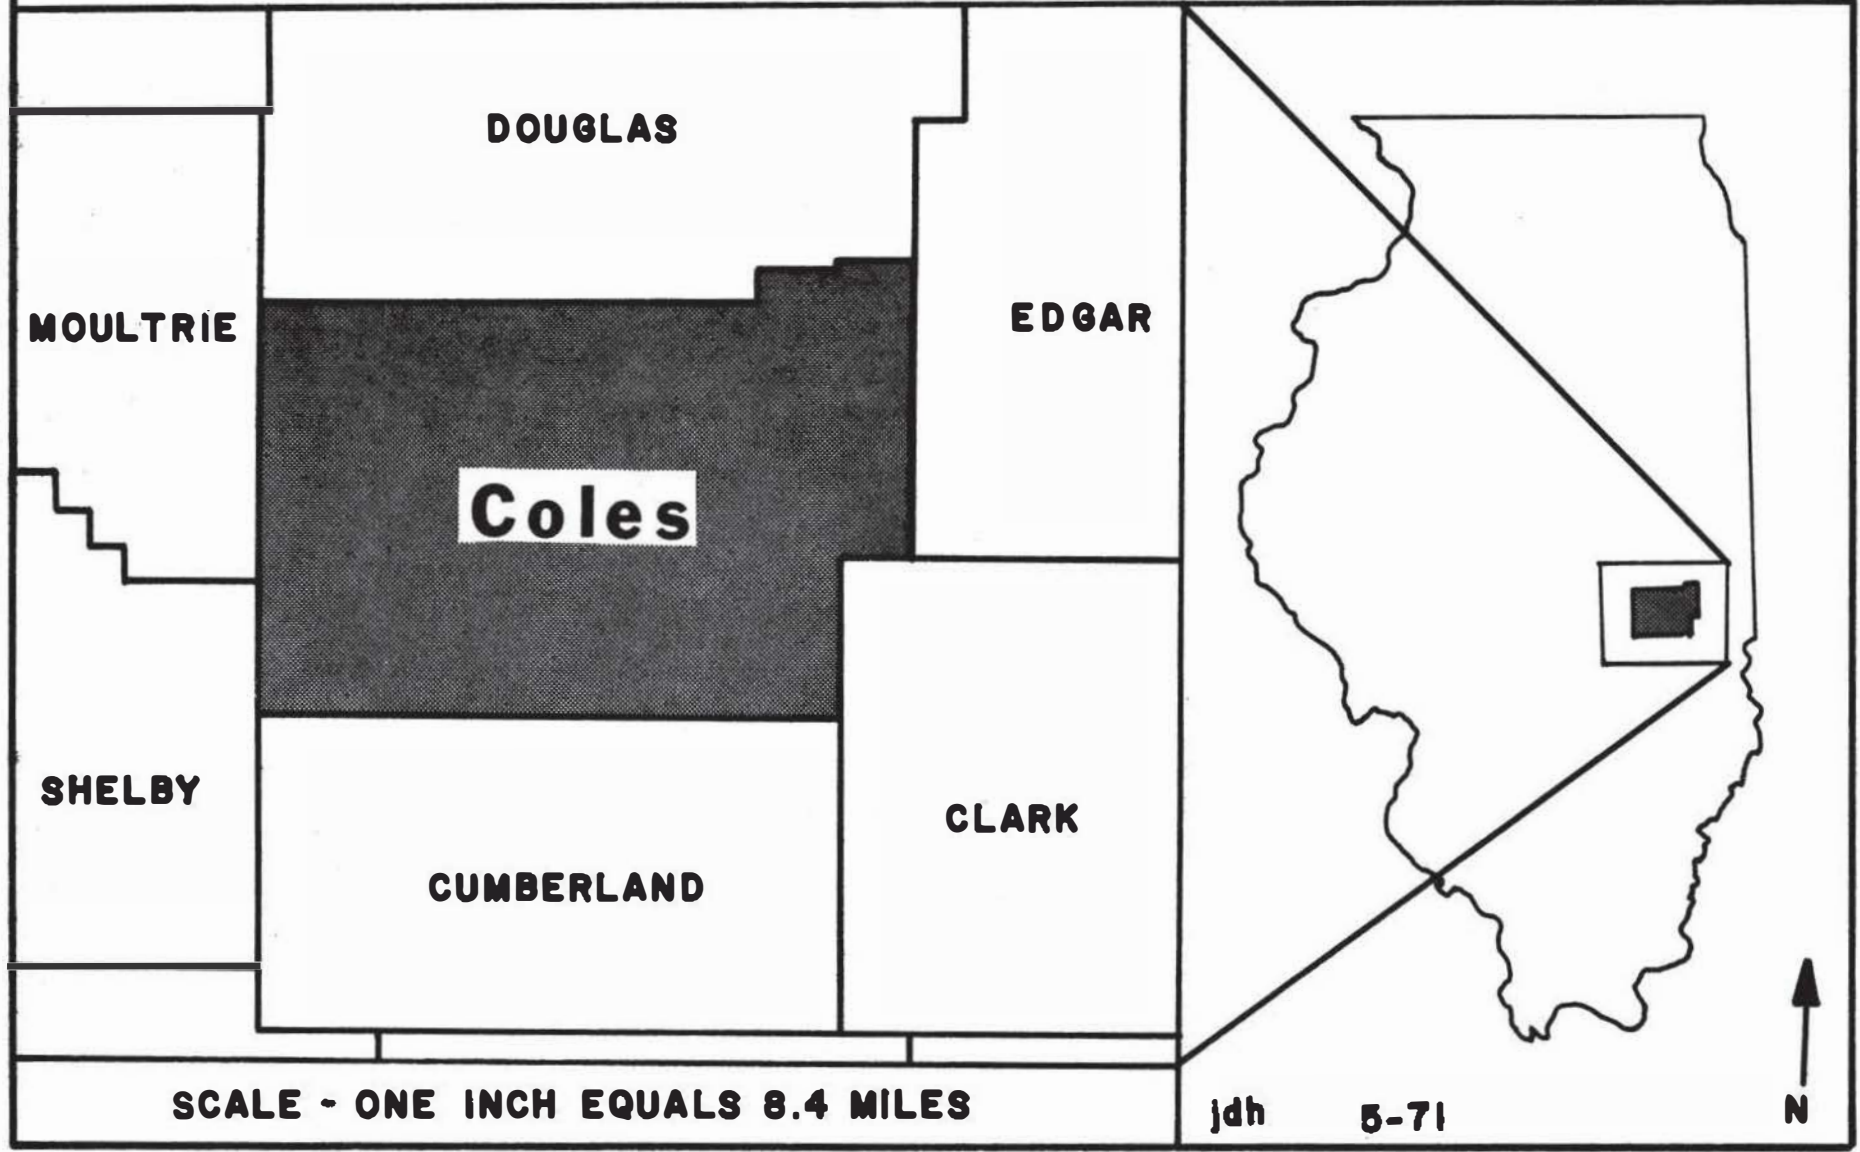 DOUGLAS
MOULTRIE
EDGAR
Coles
SHELBY
CLARK
CUMBERLAND
SCALE - ONE INCH EQUALS 8.4 MILES
jdh 5-71
N